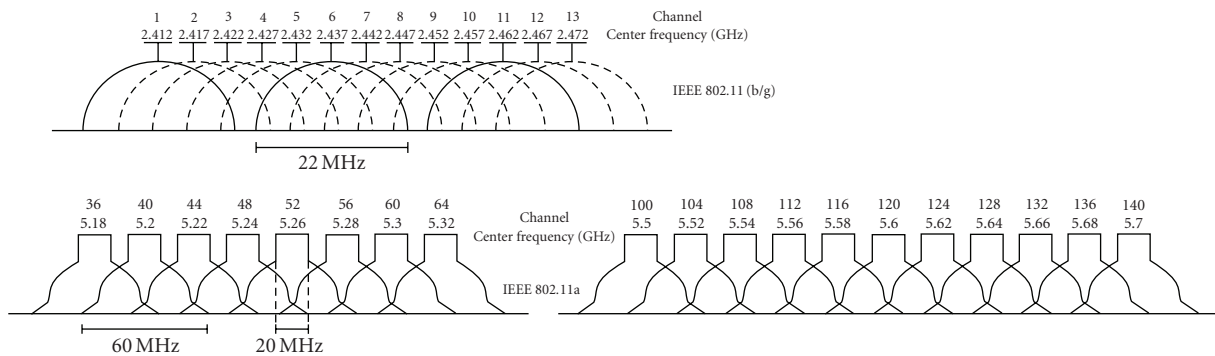 1 2 3 4 5 6 7 8 9 10 11 12 13 Channel
2.412 2.417 2.422 2.427 2.432 2.437 2.442 2.447 2.452 2.457 2.462 2.467 2.472 Center frequency (GHz)
IEEE 802.11 (b/g)
22 MHz
36 40 44 48 52 56 60 64 Channel 100 104 108 112 116 120 124 128 132 136 140
5.18 5.2 5.22 5.24 5.26 5.28 5.3 5.32 Center frequency (GHz) 5.5 5.52 5.54 5.56 5.58 5.6 5.62 5.64 5.66 5.68 5.7
IEEE 802.11a
60 MHz 20 MHz